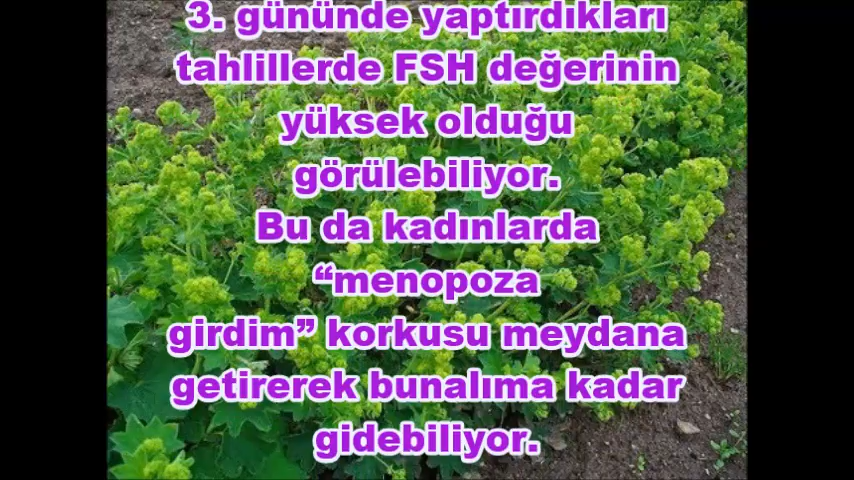 3. gününde yaptırdıkları
tahlillerde FSH değerinin
yüksek olduğu
görülebiliyor.
Bu da kadınlarda
“menopoza
girdim” korkusu meydana
getirerek bunalıma kadar
gidebiliyor.